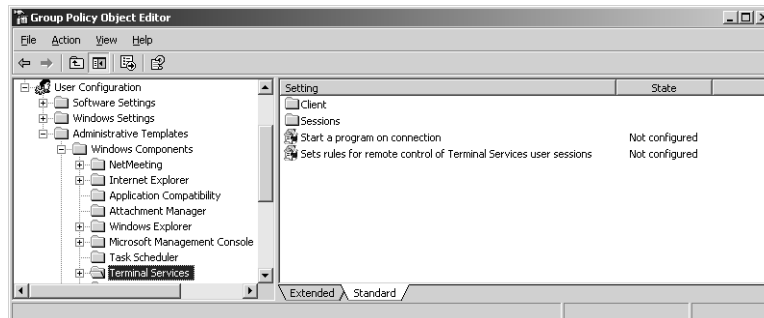 Group Policy Object Editor
File Action View Help
User Configuration
Software Settings
Windows Settings
Administrative Templates
Windows Components
NetMeeting
Internet Explorer
Application Compatibility
Attachment Manager
Windows Explorer
Microsoft Management Console
Task Scheduler
Terminal Services
Setting State
Client
Sessions
Start a program on connection Not configured
Sets rules for remote control of Terminal Services user sessions Not configured
Extended Standard